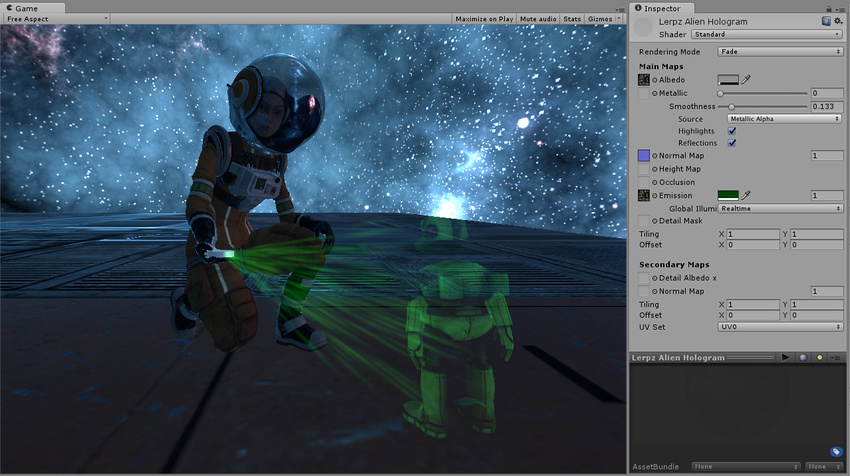 Game
Free Aspect
Maximize on Play Mute audio Stats Gizmos
Inspector
Lerpz Alien Hologram
Shader Standard
Rendering Mode Fade
Main Maps
Albedo
Metallic 0
Smoothness 0.133
Source Metallic Alpha
Highlights
Reflections
Normal Map 1
Height Map
Occlusion
Emission 1
Global Illumi Realtime
Detail Mask
Tiling X 1 Y 1
Offset X 0 Y 0
Secondary Maps
Detail Albedo x
Normal Map 1
Tiling X 1 Y 1
Offset X 0 Y 0
UV Set UV0
Lerpz Alien Hologram
AssetBundle None None